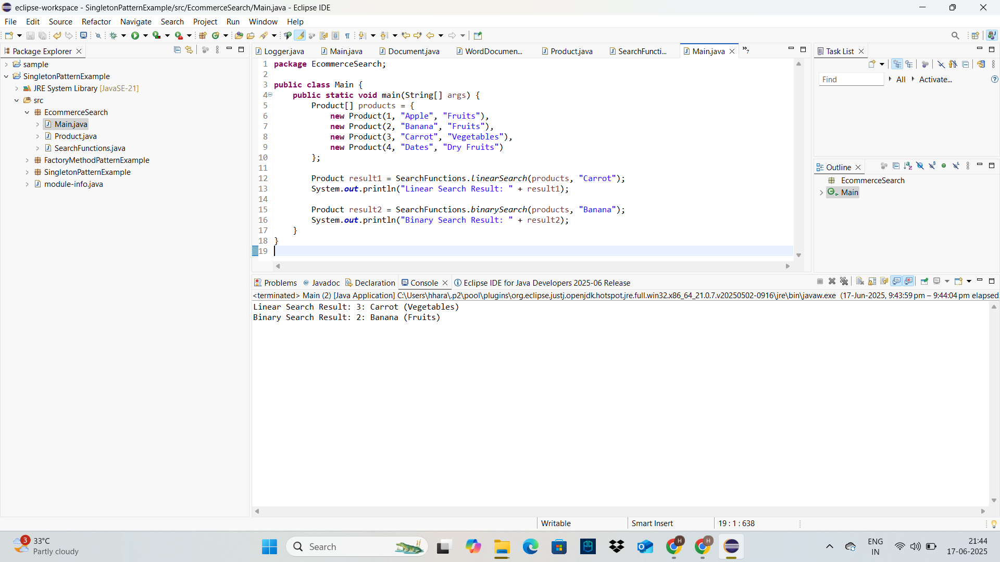 eclipse-workspace - SingletonPatternExample/src/EcommerceSearch/Main.java - Eclipse IDE
File Edit Source Refactor Navigate Search Project Run Window Help
Package Explorer
sample
SingletonPatternExample
JRE System Library [JavaSE-21]
src
EcommerceSearch
Main.java
Product.java
SearchFunctions.java
FactoryMethodPatternExample
SingletonPatternExample
module-info.java
Logger.java Main.java Document.java WordDocumen... Product.java SearchFuncti... Main.java »7
1 package EcommerceSearch;
2
3 public class Main {
4 public static void main(String[] args) {
5 Product[] products = {
6 new Product(1, "Apple", "Fruits"),
7 new Product(2, "Banana", "Fruits"),
8 new Product(3, "Carrot", "Vegetables"),
9 new Product(4, "Dates", "Dry Fruits")
10 };
11
12 Product result1 = SearchFunctions.linearSearch(products, "Carrot");
13 System.out.println("Linear Search Result: " + result1);
14
15 Product result2 = SearchFunctions.binarySearch(products, "Banana");
16 System.out.println("Binary Search Result: " + result2);
17 }
18 }
19
Task List
Find All Activate...
Outline
EcommerceSearch
Main
Problems Javadoc Declaration Console Eclipse IDE for Java Developers 2025-06 Release
<terminated> Main (2) [Java Application] C:\Users\hhara\.p2\pool\plugins\org.eclipse.justj.openjdk.hotspot.jre.full.win32.x86_64_21.0.7.v20250502-0916\jre\bin\javaw.exe (17-Jun-2025, 9:43:59 pm – 9:44:04 pm elapsed
Linear Search Result: 3: Carrot (Vegetables)
Binary Search Result: 2: Banana (Fruits)
Writable Smart Insert 19 : 1 : 638
3
33°C
Partly cloudy
Search
H
H
ENG
IN
21:44
17-06-2025